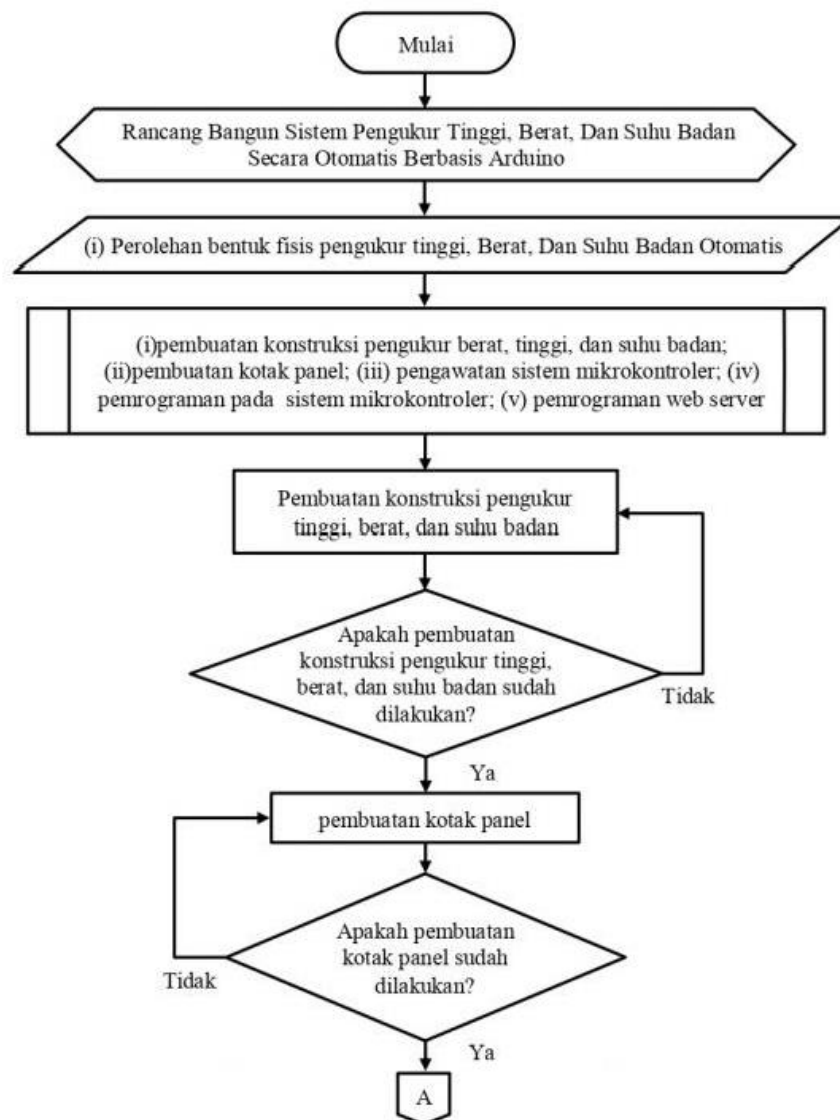 Mulai
Rancang Bangun Sistem Pengukur Tinggi, Berat, Dan Suhu Badan
Secara Otomatis Berbasis Arduino
(i) Perolehan bentuk fisis pengukur tinggi, Berat, Dan Suhu Badan Otomatis
(i)pembuatan konstruksi pengukur berat, tinggi, dan suhu badan;
(ii)pembuatan kotak panel; (iii) pengawatan sistem mikrokontroler; (iv)
pemrograman pada sistem mikrokontroler; (v) pemrograman web server
Pembuatan konstruksi pengukur
tinggi, berat, dan suhu badan
Apakah pembuatan
konstruksi pengukur tinggi,
berat, dan suhu badan sudah
dilakukan?
Tidak
Ya
pembuatan kotak panel
Apakah pembuatan
kotak panel sudah
dilakukan?
Tidak
Ya
A